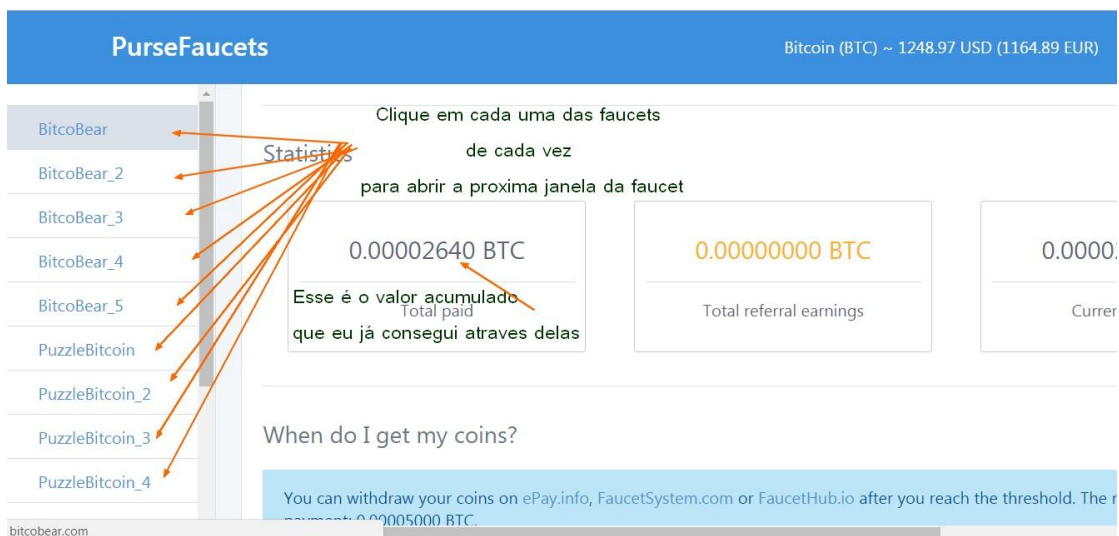 PurseFaucets
Bitcoin (BTC) ~ 1248.97 USD (1164.89 EUR)
BitcoBear
BitcoBear_2
BitcoBear_3
BitcoBear_4
BitcoBear_5
PuzzleBitcoin
PuzzleBitcoin_2
PuzzleBitcoin_3
PuzzleBitcoin_4
Clique em cada uma das faucets
de cada vez
para abrir a proxima janela da faucet
Statistics
0.00002640 BTC
Total paid
Esse é o valor acumulado
que eu já consegui atraves delas
0.00000000 BTC
Total referral earnings
0.0000
Curren
When do I get my coins?
You can withdraw your coins on ePay.info, FaucetSystem.com or FaucetHub.io after you reach the threshold. The
payment: 0.00005000 BTC.
bitcobear.com